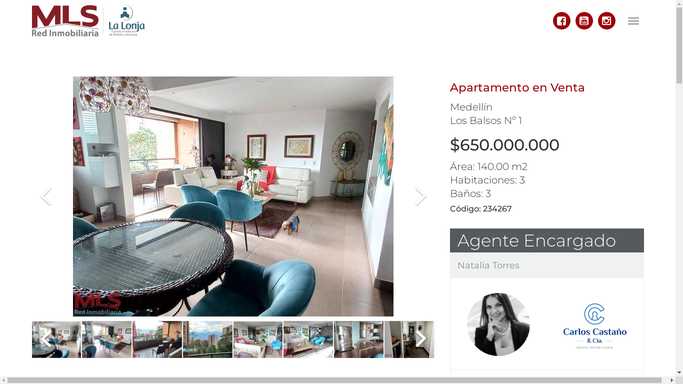 MLS
Red Inmobiliaria
La Lonja
Apartamento en Venta
Medellín
Los Balsos N° 1
$650.000.000
Área: 140.00 m2
Habitaciones: 3
Baños: 3
Código: 234267
Agente Encargado
Natalia Torres
Carlos Castaño
& Cia.
MLS
Red Inmobiliaria